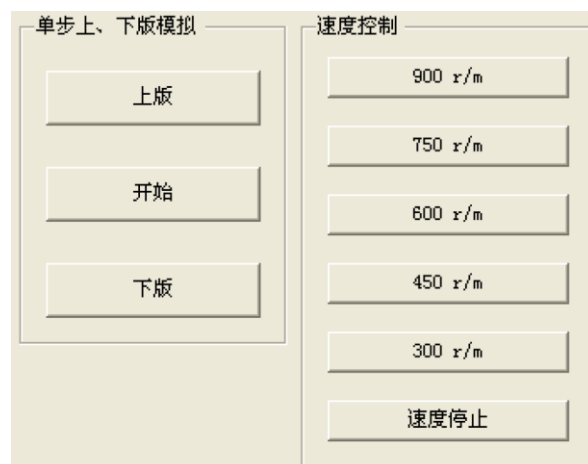 单步上、下版模拟
上版
开始
下版
速度控制
900 r/m
750 r/m
600 r/m
450 r/m
300 r/m
速度停止